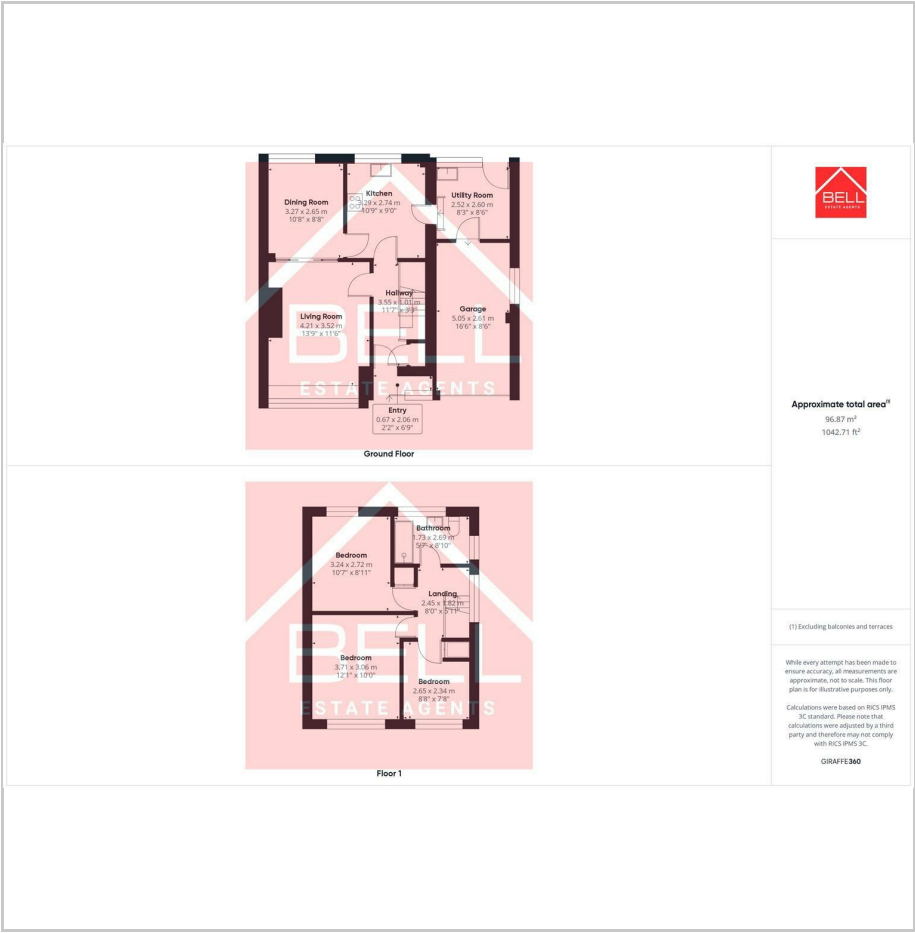 Dining Room
3.27 x 2.65 m
10'8" x 8'8"
Kitchen
3.29 x 2.74 m
10'9" x 9'0"
Utility Room
2.52 x 2.60 m
8'3" x 8'6"
Living Room
4.21 x 3.52 m
13'9" x 11'6"
Hallway
3.55 x 1.01 m
11'7" x 3'3"
Garage
5.05 x 2.61 m
16'6" x 8'6"
BELL
ESTATE AGENTS
Entry
0.67 x 2.06 m
2'2" x 6'9"
Ground Floor
Bedroom
3.24 x 2.72 m
10'7" x 8'11"
Bathroom
1.73 x 2.69 m
5'7" x 8'10"
Landing
2.45 x 1.82 m
8'0" x 5'11"
Bedroom
3.71 x 3.06 m
12'1" x 10'0"
Bedroom
2.65 x 2.34 m
8'8" x 7'8"
BELL
ESTATE AGENTS
Floor 1
BELL
ESTATE AGENTS
Approximate total area(1)
96.87 m²
1042.71 ft²
(1) Excluding balconies and terraces
While every attempt has been made to
ensure accuracy, all measurements are
approximate, not to scale. This floor
plan is for illustrative purposes only.
Calculations were based on RICS IPMS
3C standard. Please note that
calculations were adjusted by a third
party and therefore may not comply
with RICS IPMS 3C.
GIRAFFE360